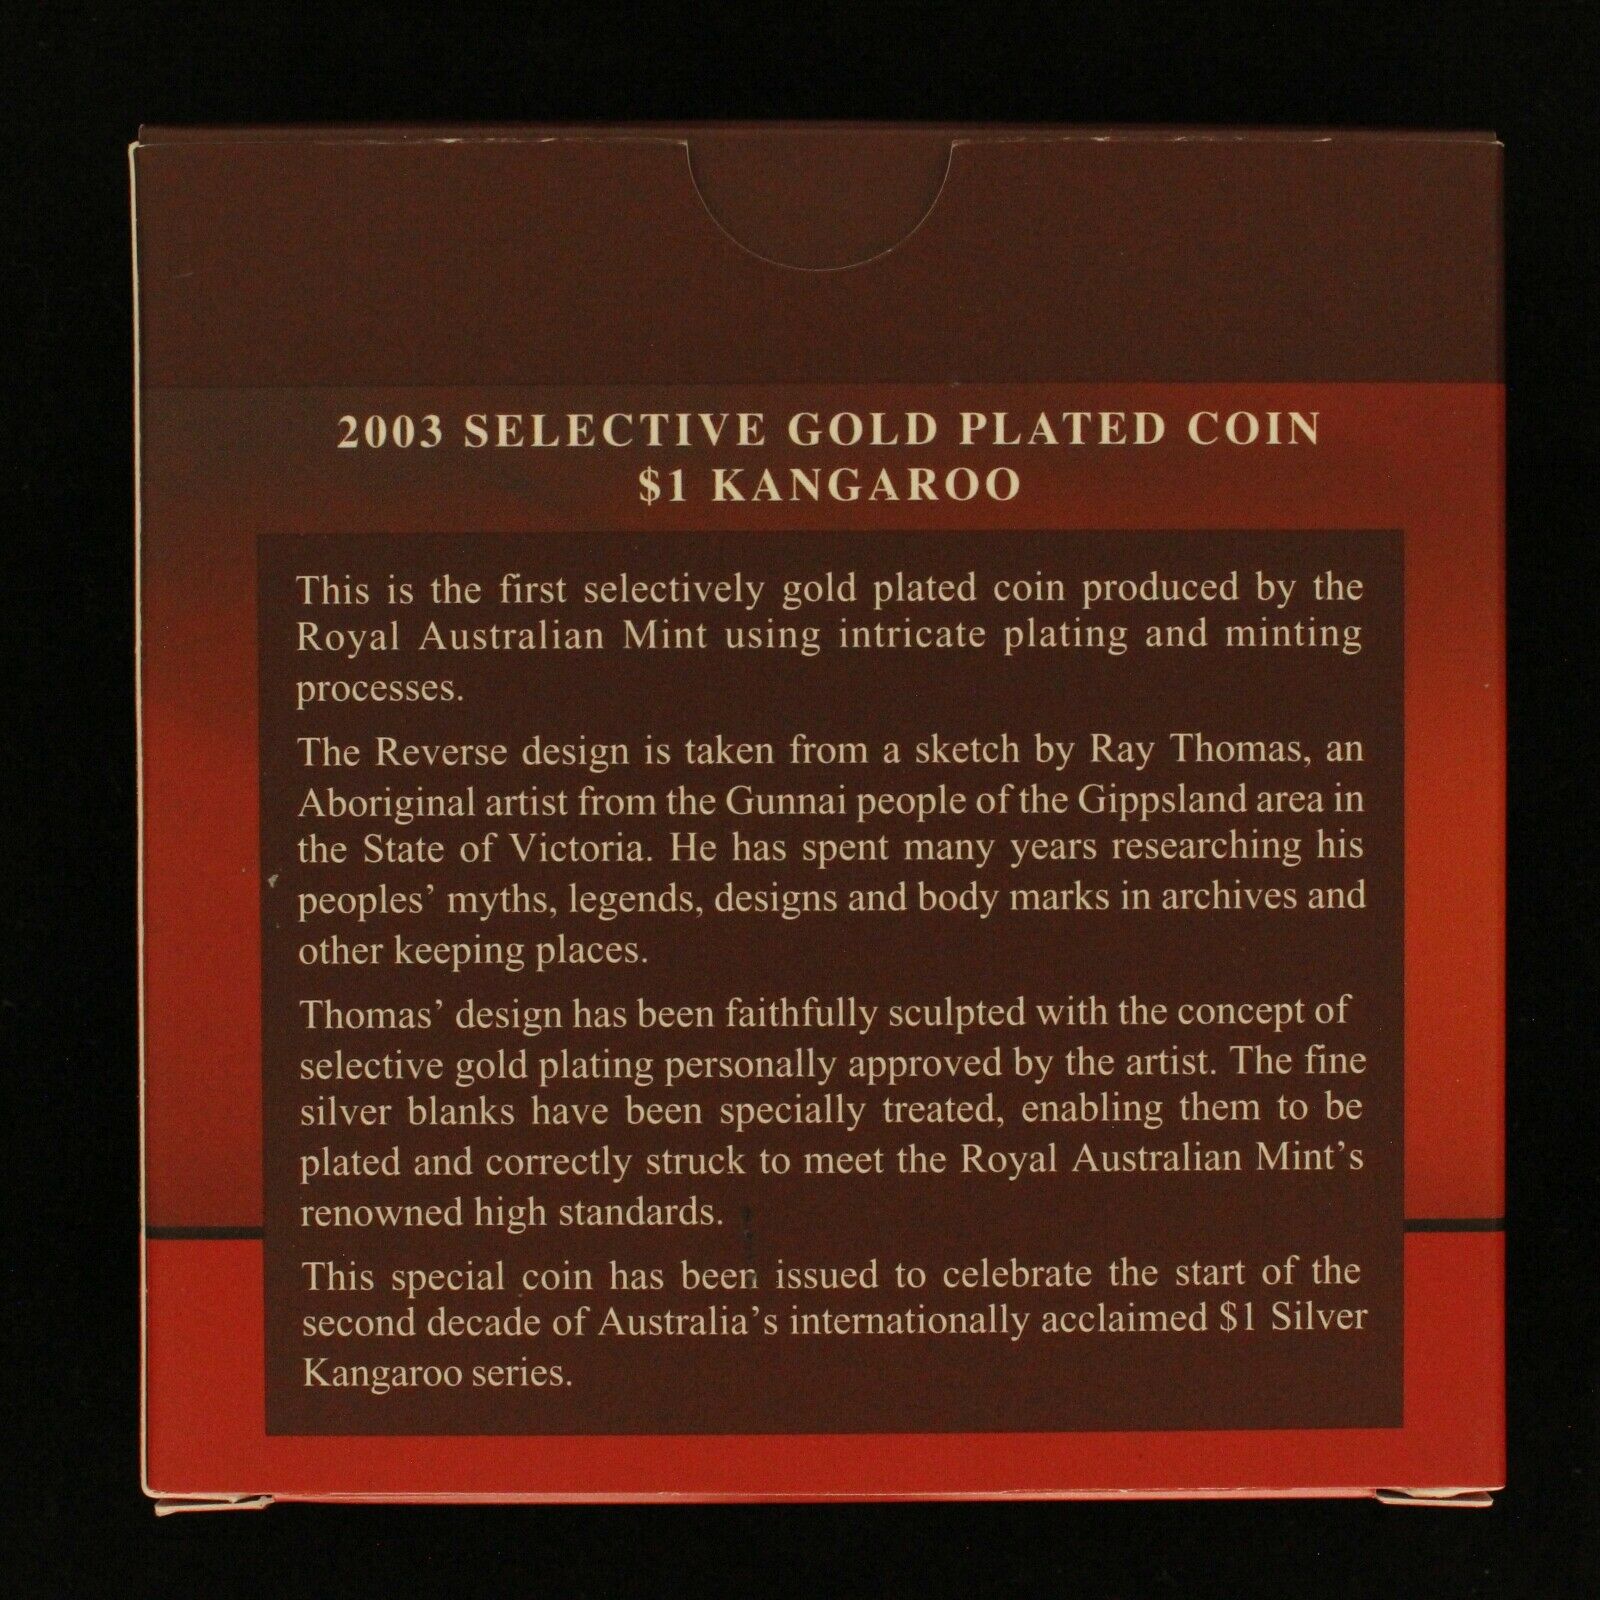 2003 SELECTIVE GOLD PLATED COIN
$1 KANGAROO
This is the first selectively gold plated coin produced by the
Royal Australian Mint using intricate plating and minting
processes.
The Reverse design is taken from a sketch by Ray Thomas, an
Aboriginal artist from the Gunnai people of the Gippsland area in
the State of Victoria. He has spent many years researching his
peoples’ myths, legends, designs and body marks in archives and
other keeping places.
Thomas’ design has been faithfully sculpted with the concept of
selective gold plating personally approved by the artist. The fine
silver blanks have been specially treated, enabling them to be
plated and correctly struck to meet the Royal Australian Mint’s
renowned high standards.
This special coin has been issued to celebrate the start of the
second decade of Australia’s internationally acclaimed $1 Silver
Kangaroo series.